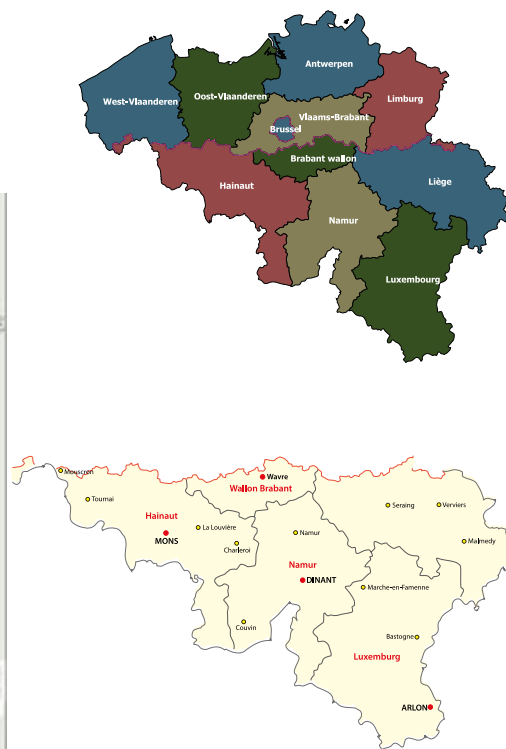 Antwerpen
Oost-Vlaanderen
West-Vlaanderen
Limburg
Vlaams-Brabant
Brussel
Brabant wallon
Hainaut
Liège
Namur
Luxembourg
Mouscron
Wavre
Wallon Brabant
Tournai
Seraing
Verviers
Hainaut
La Louvière
MONS
Namur
Charleroi
Malmedy
Namur
DINANT
Marche-en-Famenne
Couvin
Bastogne
Luxemburg
ARLON